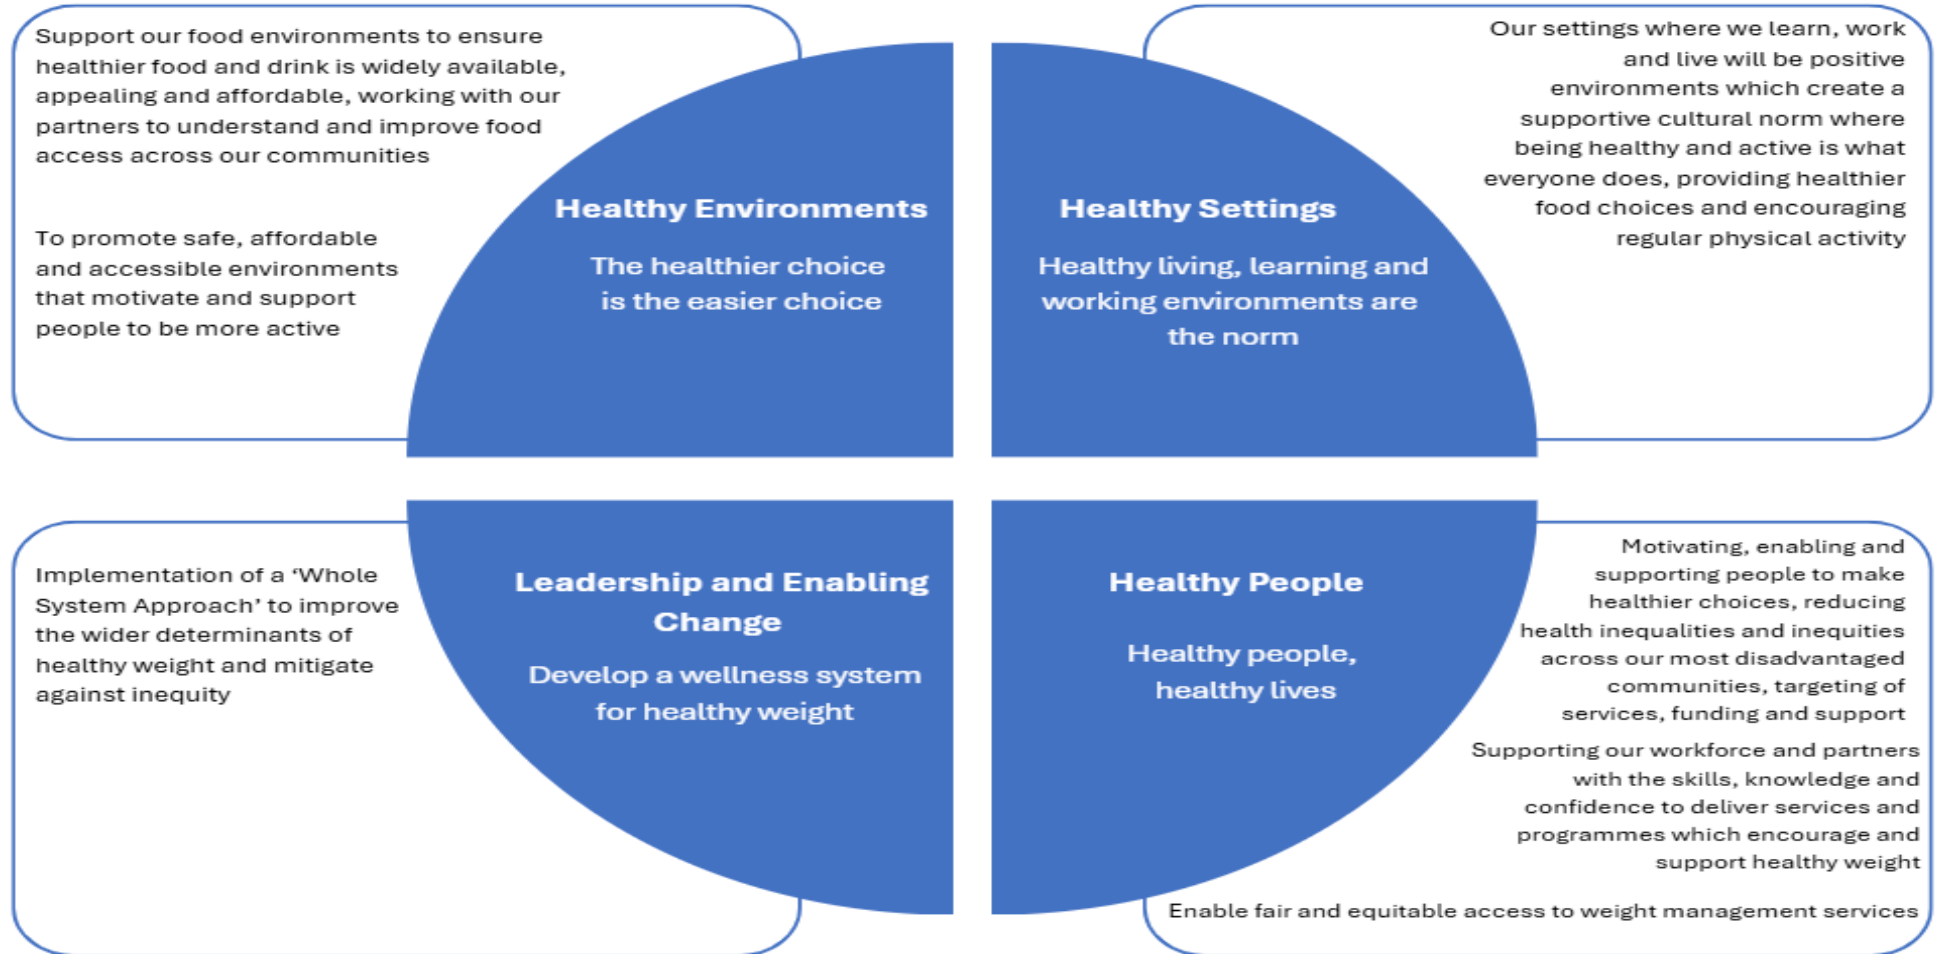 Support our food environments to ensure
healthier food and drink is widely available,
appealing and affordable, working with our
partners to understand and improve food
access across our communities
To promote safe, affordable
and accessible environments
that motivate and support
people to be more active
Healthy Environments
The healthier choice
is the easier choice
Healthy Settings
Healthy living, learning and
working environments are
the norm
Our settings where we learn, work
and live will be positive
environments which create a
supportive cultural norm where
being healthy and active is what
everyone does, providing healthier
food choices and encouraging
regular physical activity
Implementation of a ‘Whole
System Approach’ to improve
the wider determinants of
healthy weight and mitigate
against inequity
Leadership and Enabling
Change
Develop a wellness system
for healthy weight
Healthy People
Healthy people,
healthy lives
Motivating, enabling and
supporting people to make
healthier choices, reducing
health inequalities and inequities
across our most disadvantaged
communities, targeting of
services, funding and support
Supporting our workforce and partners
with the skills, knowledge and
confidence to deliver services and
programmes which encourage and
support healthy weight
Enable fair and equitable access to weight management services